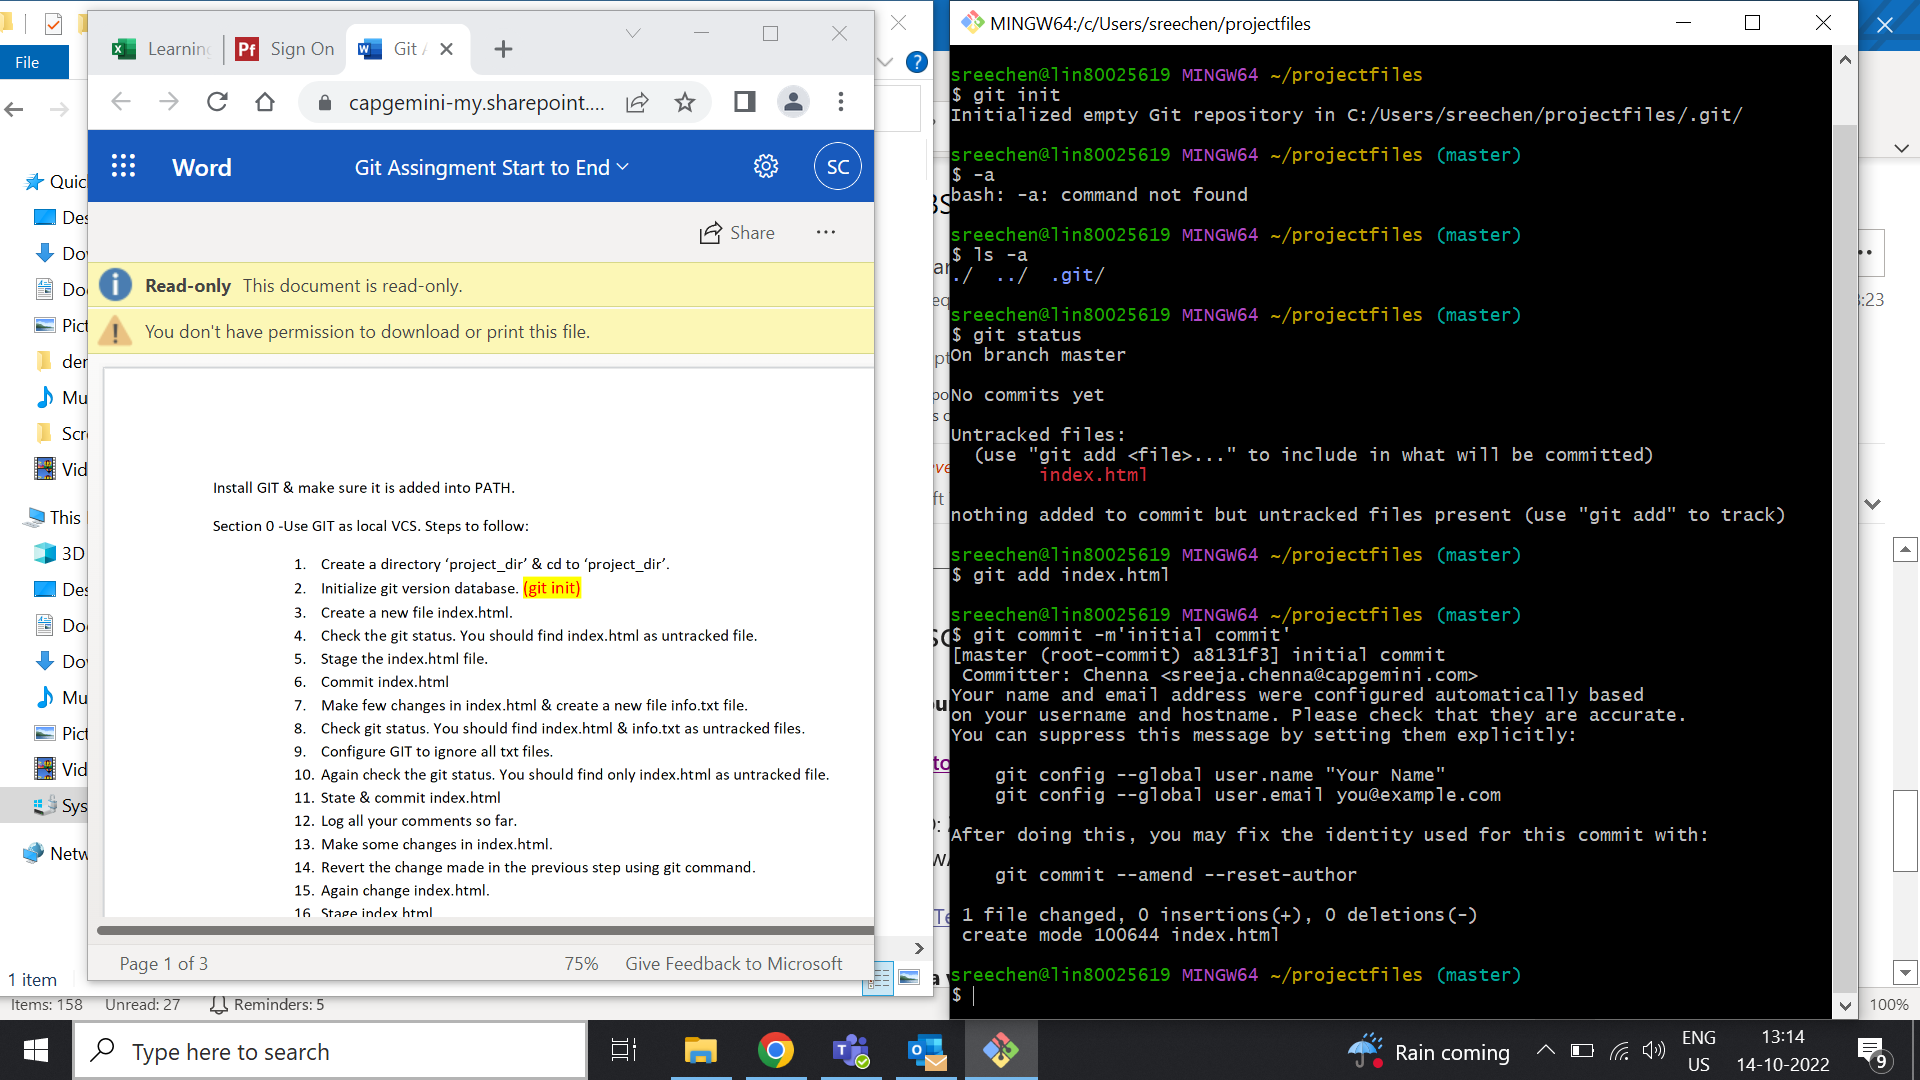 File
Quic
Des
Do
Do
Pict
der
Mu
Scr
Vid
This
3D
Des
Do
Do
Mu
Pict
Vid
Sys
Netw
1 item
Items: 158 Unread: 27 Reminders: 5
Learning
Pf Sign On
Git A
capgemini-my.sharepoint....
Word
Git Assingment Start to End
SC
Share
Read-only This document is read-only.
You don't have permission to download or print this file.
Install GIT & make sure it is added into PATH.
Section 0 -Use GIT as local VCS. Steps to follow:
1. Create a directory ‘project_dir’ & cd to ‘project_dir’.
2. Initialize git version database. (git init)
3. Create a new file index.html.
4. Check the git status. You should find index.html as untracked file.
5. Stage the index.html file.
6. Commit index.html
7. Make few changes in index.html & create a new file info.txt file.
8. Check git status. You should find index.html & info.txt as untracked files.
9. Configure GIT to ignore all txt files.
10. Again check the git status. You should find only index.html as untracked file.
11. State & commit index.html
12. Log all your comments so far.
13. Make some changes in index.html.
14. Revert the change made in the previous step using git command.
15. Again change index.html.
16. Stage index.html
Page 1 of 3 75% Give Feedback to Microsoft
MINGW64:/c/Users/sreechen/projectfiles
sreechen@lin80025619 MINGW64 ~/projectfiles
$ git init
Initialized empty Git repository in C:/Users/sreechen/projectfiles/.git/
sreechen@lin80025619 MINGW64 ~/projectfiles (master)
$ -a
bash: -a: command not found
sreechen@lin80025619 MINGW64 ~/projectfiles (master)
$ ls -a
./ ../ .git/
sreechen@lin80025619 MINGW64 ~/projectfiles (master)
$ git status
On branch master
No commits yet
Untracked files:
(use "git add <file>..." to include in what will be committed)
index.html
nothing added to commit but untracked files present (use "git add" to track)
sreechen@lin80025619 MINGW64 ~/projectfiles (master)
$ git add index.html
sreechen@lin80025619 MINGW64 ~/projectfiles (master)
$ git commit -m'initial commit'
[master (root-commit) a8131f3] initial commit
Committer: Chenna <sreeja.chenna@capgemini.com>
Your name and email address were configured automatically based
on your username and hostname. Please check that they are accurate.
You can suppress this message by setting them explicitly:
git config --global user.name "Your Name"
git config --global user.email you@example.com
After doing this, you may fix the identity used for this commit with:
git commit --amend --reset-author
1 file changed, 0 insertions(+), 0 deletions(-)
create mode 100644 index.html
sreechen@lin80025619 MINGW64 ~/projectfiles (master)
$
:23
100%
Type here to search
Rain coming
ENG
US
13:14
14-10-2022
9